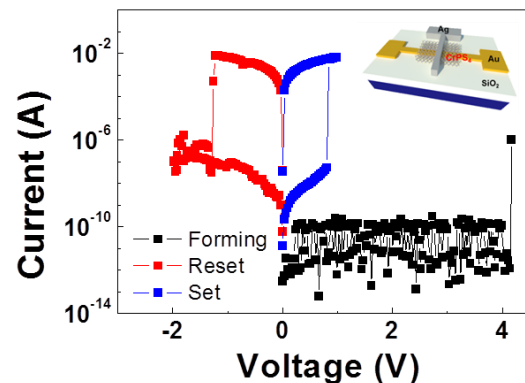 Ag
CrPS₄
Au
SiO₂
10⁻²
10⁻⁶
10⁻¹⁰
10⁻¹⁴
Current (A)
Forming
Reset
Set
-2 0 2 4
Voltage (V)